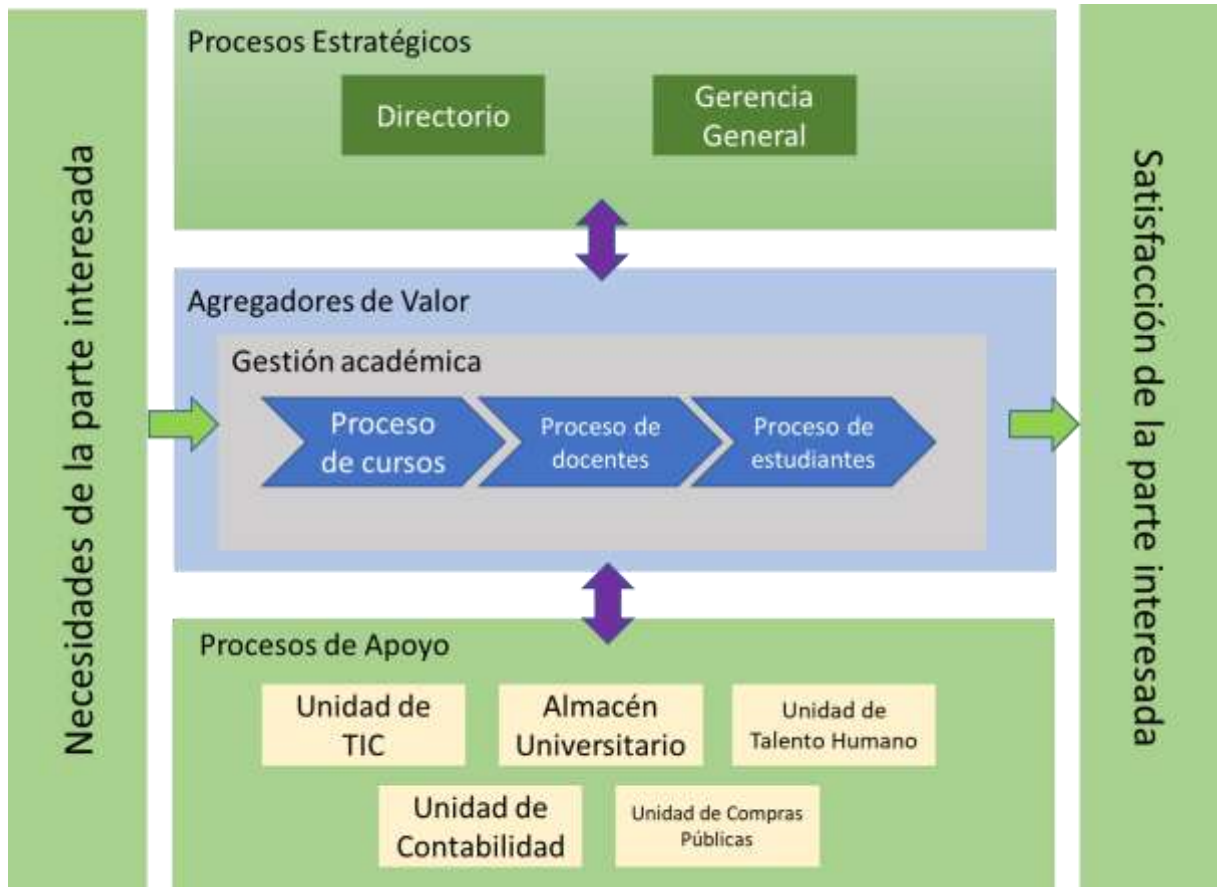 Necesidades de la parte interesada
Procesos Estratégicos
Directorio
Gerencia
General
Agregadores de Valor
Gestión académica
Proceso
de cursos
Proceso de
docentes
Proceso de
estudiantes
Procesos de Apoyo
Unidad de
TIC
Almacén
Universitario
Unidad de
Talento Humano
Unidad de
Contabilidad
Unidad de Compras
Públicas
Satisfacción de la parte interesada